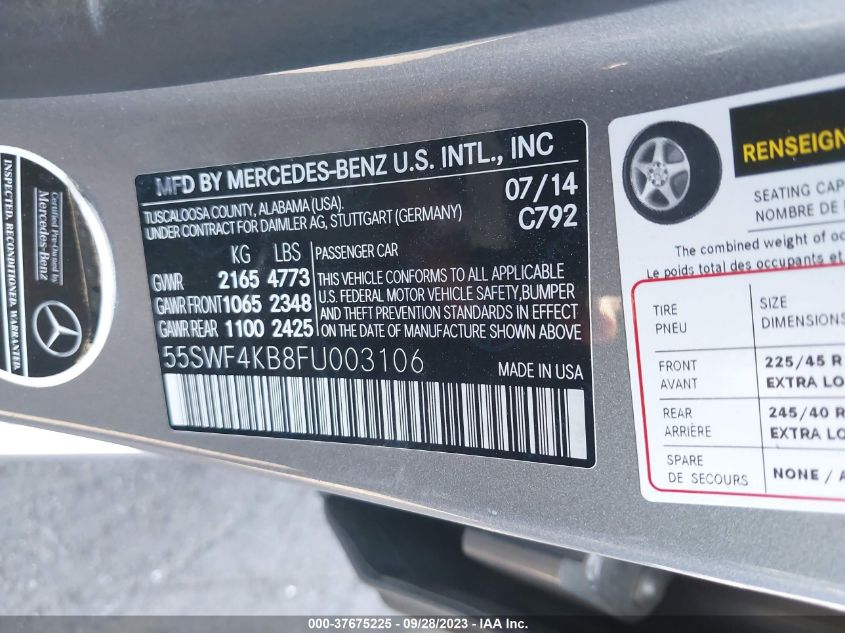 INSPECTED. RECONDITIONED. WARRANTED.
Certified Pre-Owned by
Mercedes-Benz
MFD BY MERCEDES-BENZ U.S. INTL., INC
TUSCALOOSA COUNTY, ALABAMA (USA).
UNDER CONTRACT FOR DAIMLER AG, STUTTGART (GERMANY)
07/14
C792
KG LBS
GVWR 2165 4773
GAWR FRONT 1065 2348
GAWR REAR 1100 2425
PASSENGER CAR
THIS VEHICLE CONFORMS TO ALL APPLICABLE
U.S. FEDERAL MOTOR VEHICLE SAFETY, BUMPER
AND THEFT PREVENTION STANDARDS IN EFFECT
ON THE DATE OF MANUFACTURE SHOWN ABOVE
55SWF4KB8FU003106
MADE IN USA
RENSEIGN
SEATING CAP
NOMBRE DE
The combined weight of oc
Le poids total des occupants et
TIRE
PNEU
SIZE
DIMENSIONS
FRONT
AVANT
225/45 R
EXTRA LO
REAR
ARRIÈRE
245/40 R
EXTRA LO
SPARE
DE SECOURS
NONE / A
000-37675225 - 09/28/2023 - IAA Inc.